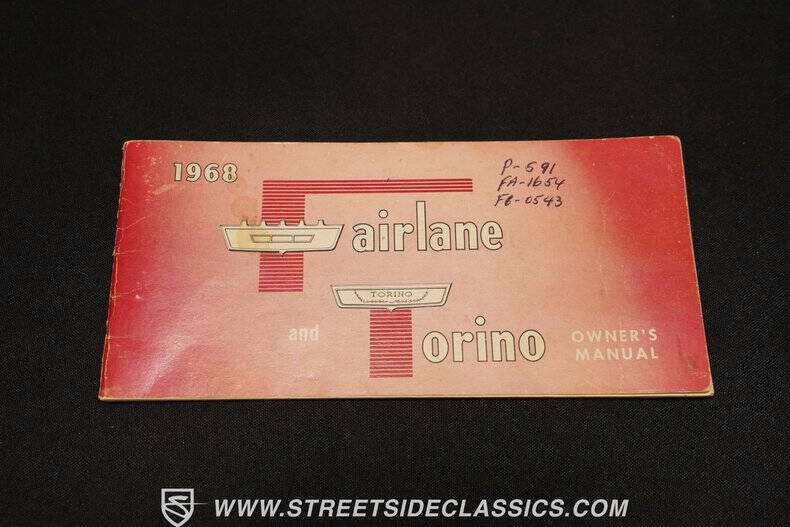 1968
P-591
FA-1654
FB-0543
Fairlane
TORINO
and
Torino
OWNER'S
MANUAL
WWW.STREETSIDECLASSICS.COM